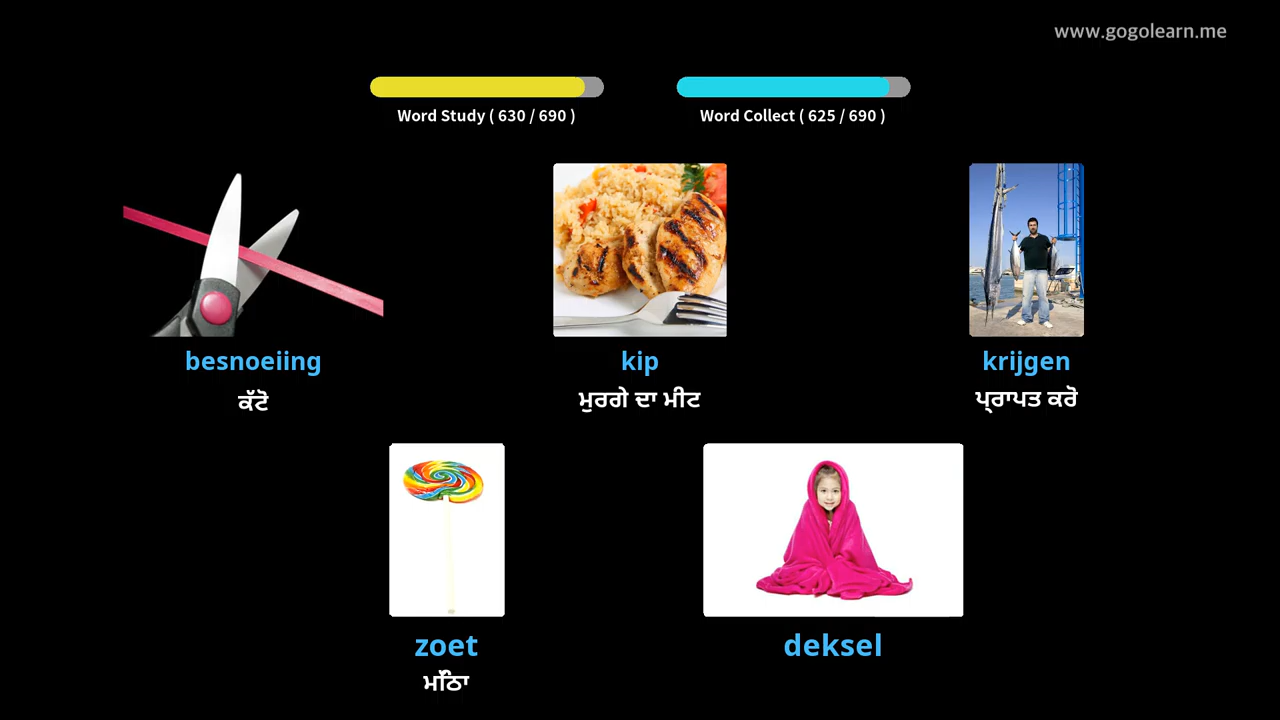 www.gogolearn.me
Word Study ( 630 / 690 )
Word Collect ( 625 / 690 )
besnoeiing
kip
krijgen
ਕੱਟੋ
ਮੁਰਗੇ ਦਾ ਮੀਟ
ਪ੍ਰਾਪਤ ਕਰੋ
zoet
deksel
ਮਿੱਠਾ